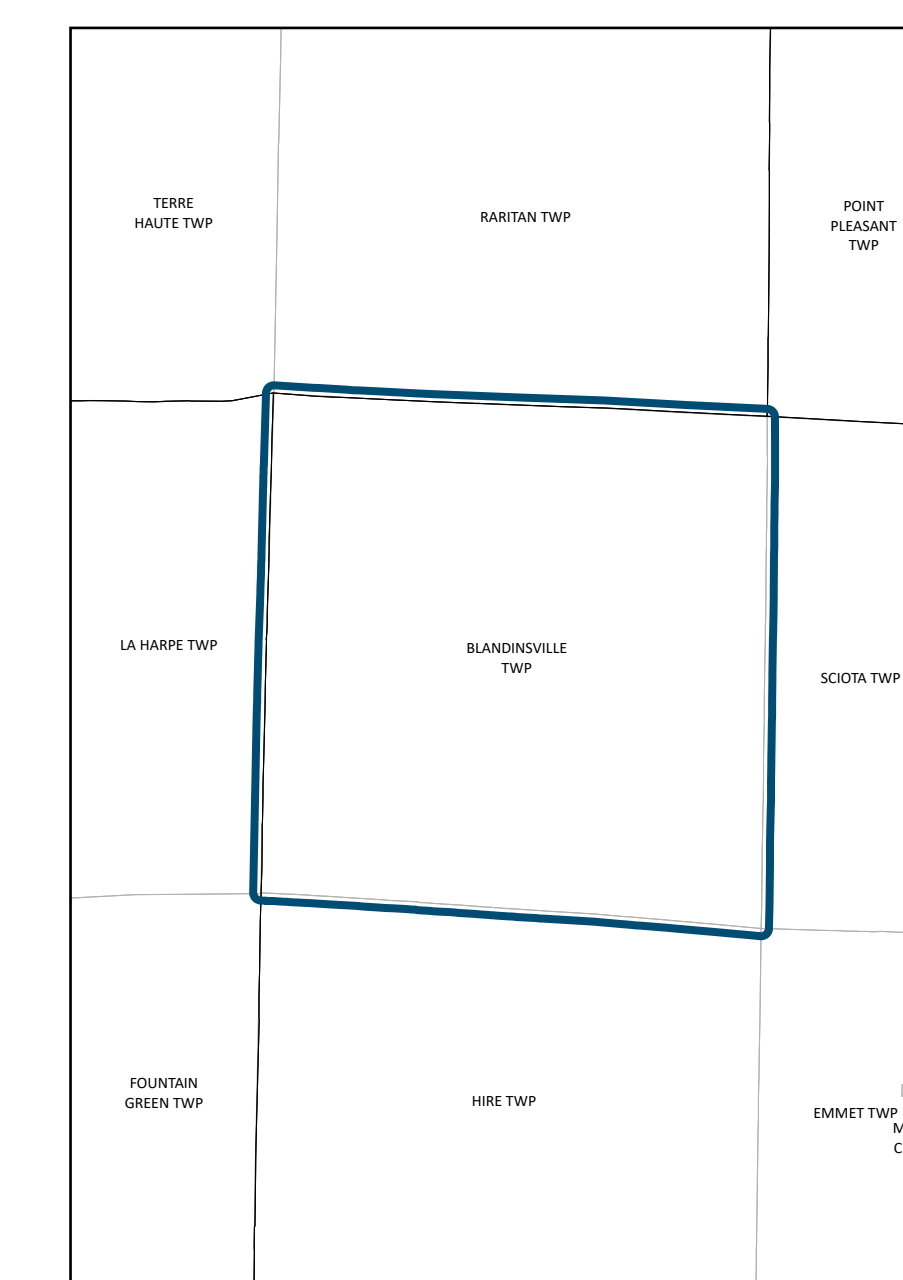 TERRE
HAUTE TWP
RARITAN TWP
POINT
PLEASANT
TWP
LA HARPE TWP
BLANDINSVILLE
TWP
SCIOTA TWP
FOUNTAIN
GREEN TWP
HIRE TWP
EMMET TWP
M
C